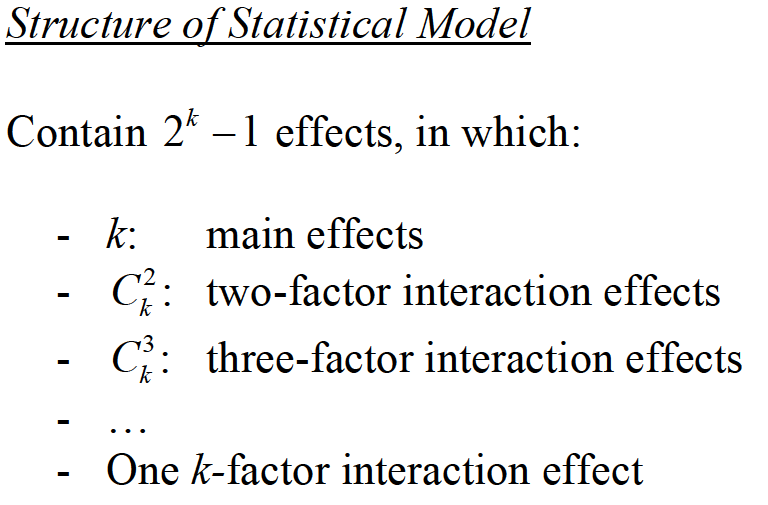 Structure of Statistical Model
Contain 2^k − 1 effects, in which:
- k: main effects
- C_k^2: two-factor interaction effects
- C_k^3: three-factor interaction effects
- …
- One k-factor interaction effect